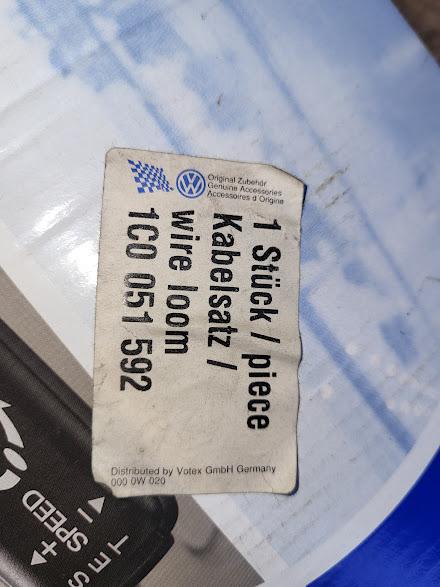 Original Zubehör
Genuine Accessories
Accessoires d Origine
1 Stück / piece
Kabelsatz /
wire loom
1C0 051 592
Distributed by Votex GmbH Germany
000 0W 020
SPEED
+
−